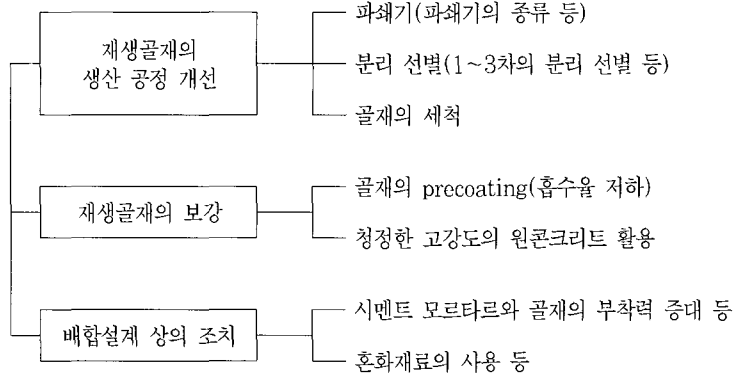 재생골재의
생산 공정 개선
파쇄기(파쇄기의 종류 등)
분리 선별(1~3차의 분리 선별 등)
골재의 세척
재생골재의 보강
골재의 precoating(흡수율 저하)
청정한 고강도의 원콘크리트 활용
배합설계 상의 조치
시멘트 모르타르와 골재의 부착력 증대 등
혼화재료의 사용 등